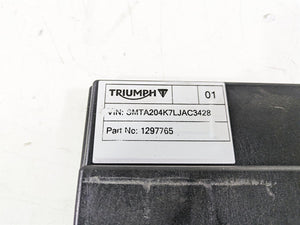 TRIUMPH 01
VIN: SMTA204K7LJAC3428
Part No: 1297765